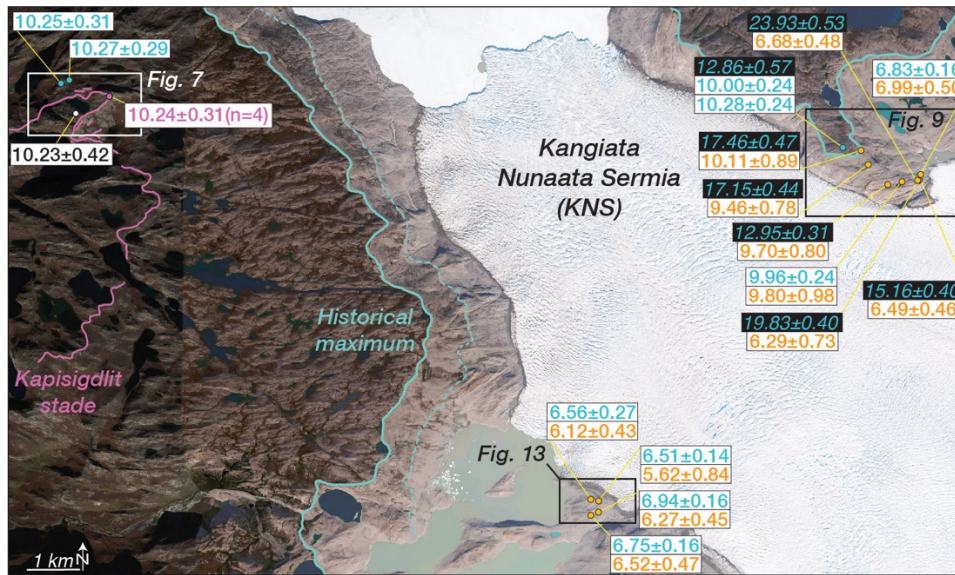 10.25±0.31
10.27±0.29
Fig. 7
10.24±0.31(n=4)
10.23±0.42
Kapisigdlit
stade
Historical
maximum
Kangiata
Nunaata Sermia
(KNS)
23.93±0.53
6.68±0.48
12.86±0.57
10.00±0.24
10.28±0.24
6.83±0.16
6.99±0.50
Fig. 9
17.46±0.47
10.11±0.89
17.15±0.44
9.46±0.78
12.95±0.31
9.70±0.80
9.96±0.24
9.80±0.98
15.16±0.40
6.49±0.46
19.83±0.40
6.29±0.73
6.56±0.27
6.12±0.43
Fig. 13
6.51±0.14
5.62±0.84
6.94±0.16
6.27±0.45
6.75±0.16
6.52±0.47
1 km
N